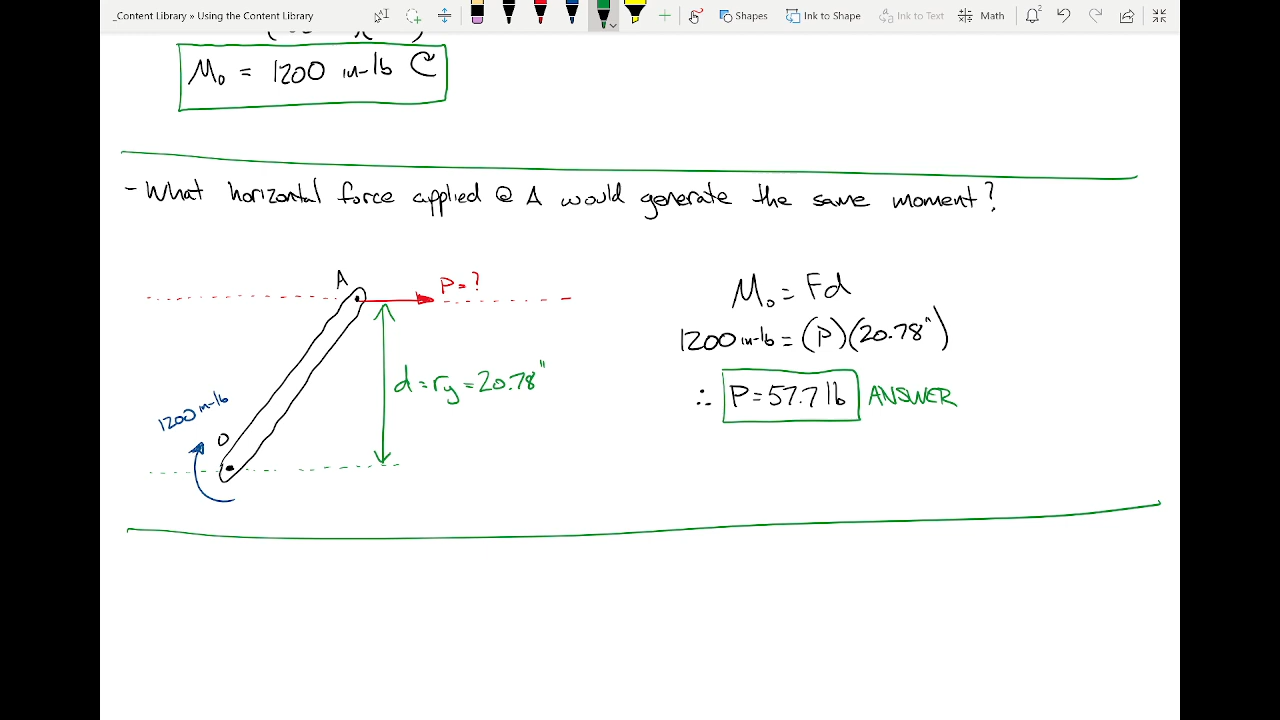 _Content Library » Using the Content Library
Shapes
Ink to Shape
Ink to Text
Math
M₀ = 1200 in-lb
- What horizontal force applied @ A would generate the same moment?
A
P = ?
M₀ = Fd
1200 in-lb = (P)(20.78")
d = ry = 20.78"
∴ P = 57.7 lb ANSWER
1200 in-lb
O